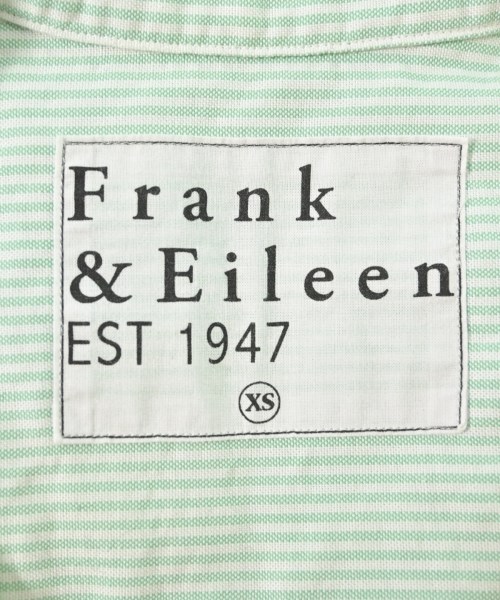 Frank
& Eileen
EST 1947
XS